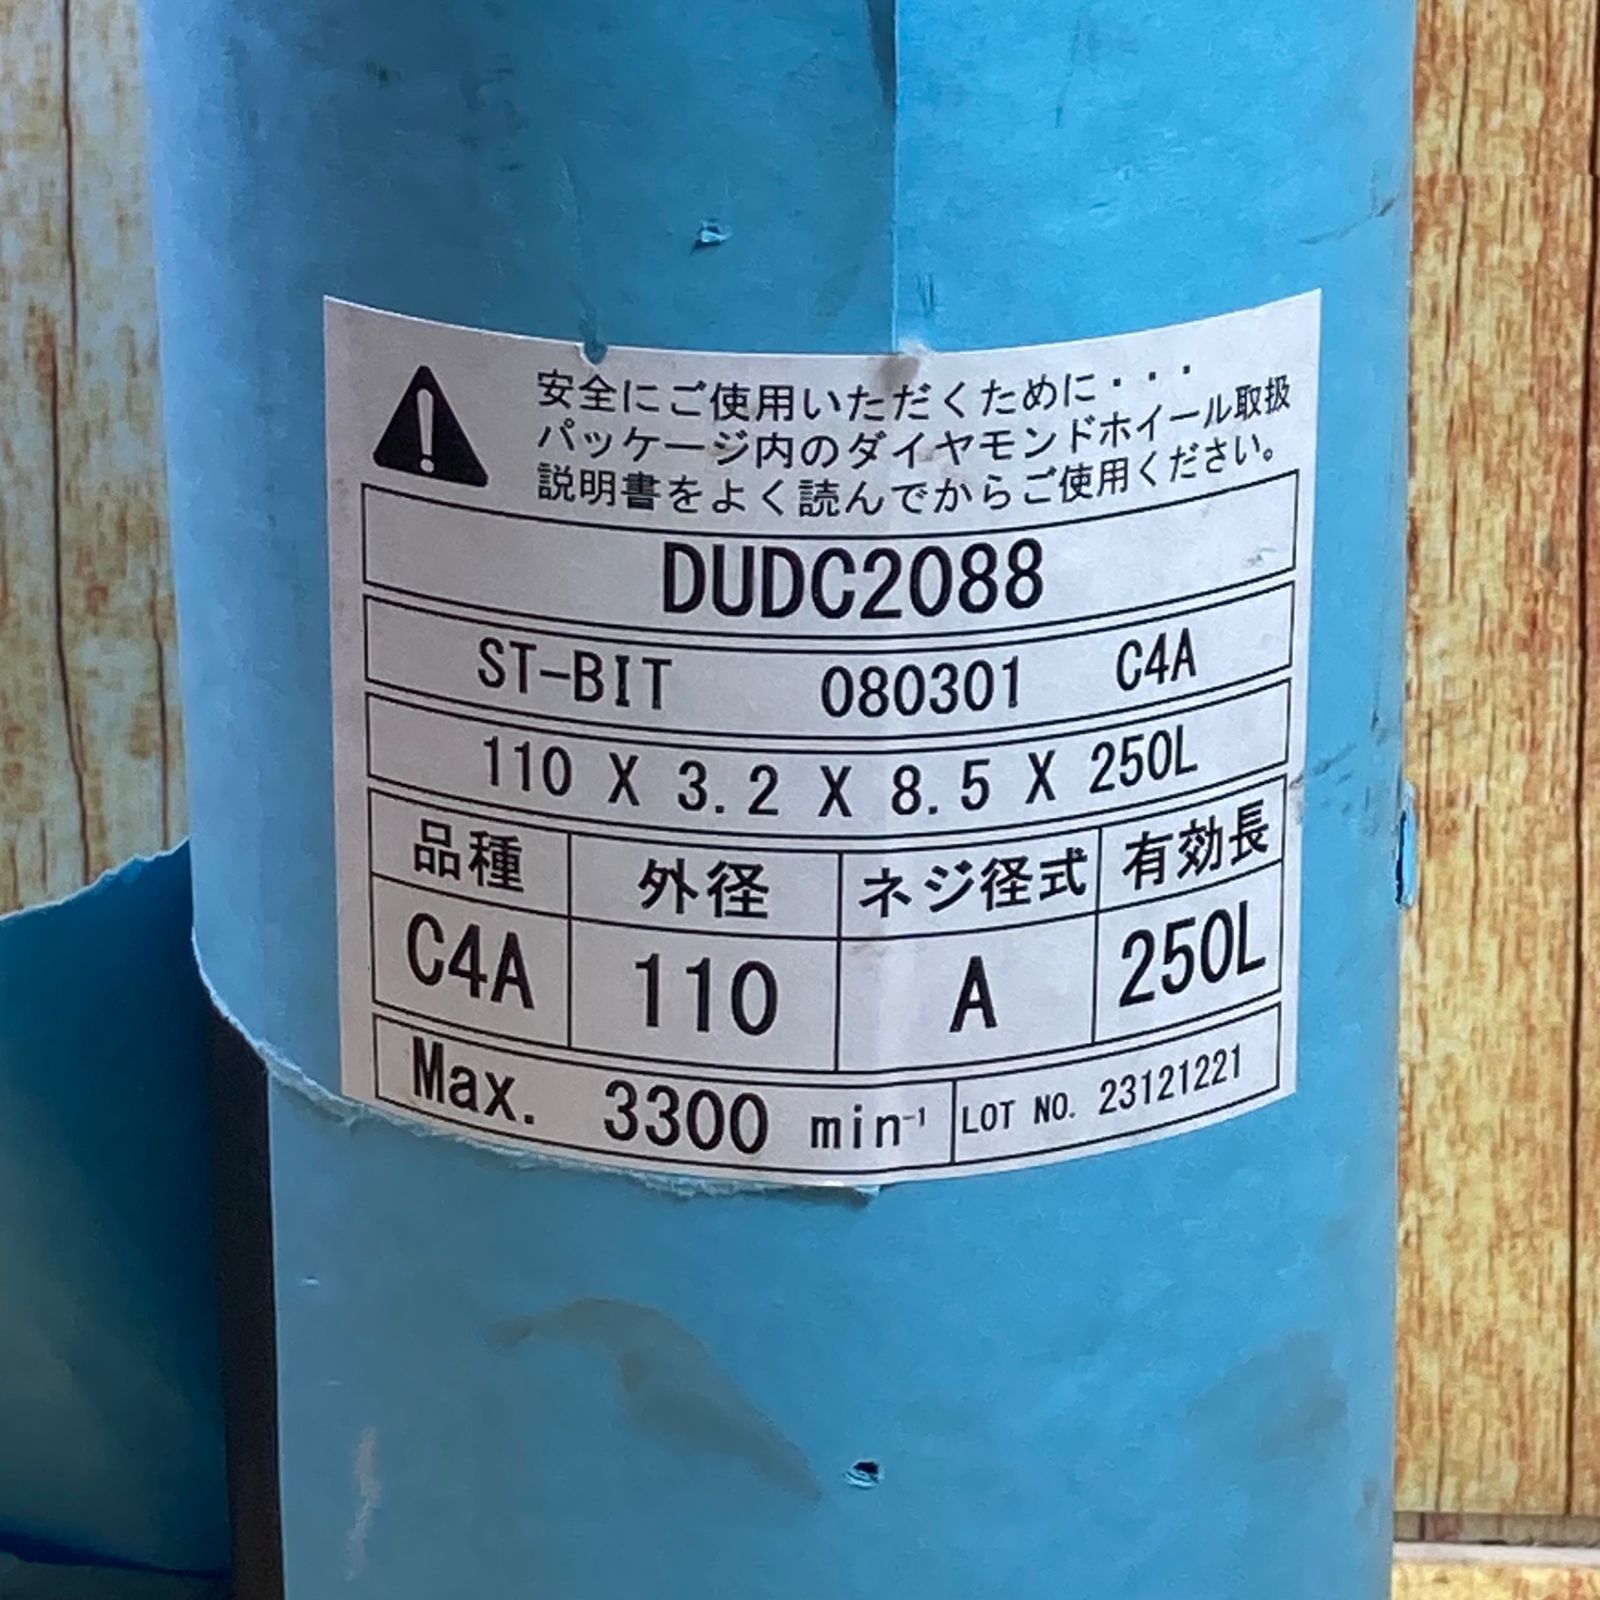 安全にご使用いただくために・・・
パッケージ内のダイヤモンドホイール取扱
説明書をよく読んでからご使用ください。
DUDC2088
ST-BIT 080301 C4A
110 X 3.2 X 8.5 X 250L
品種 外径 ネジ径式 有効長
C4A 110 A 250L
Max. 3300 min⁻¹ LOT NO. 23121221